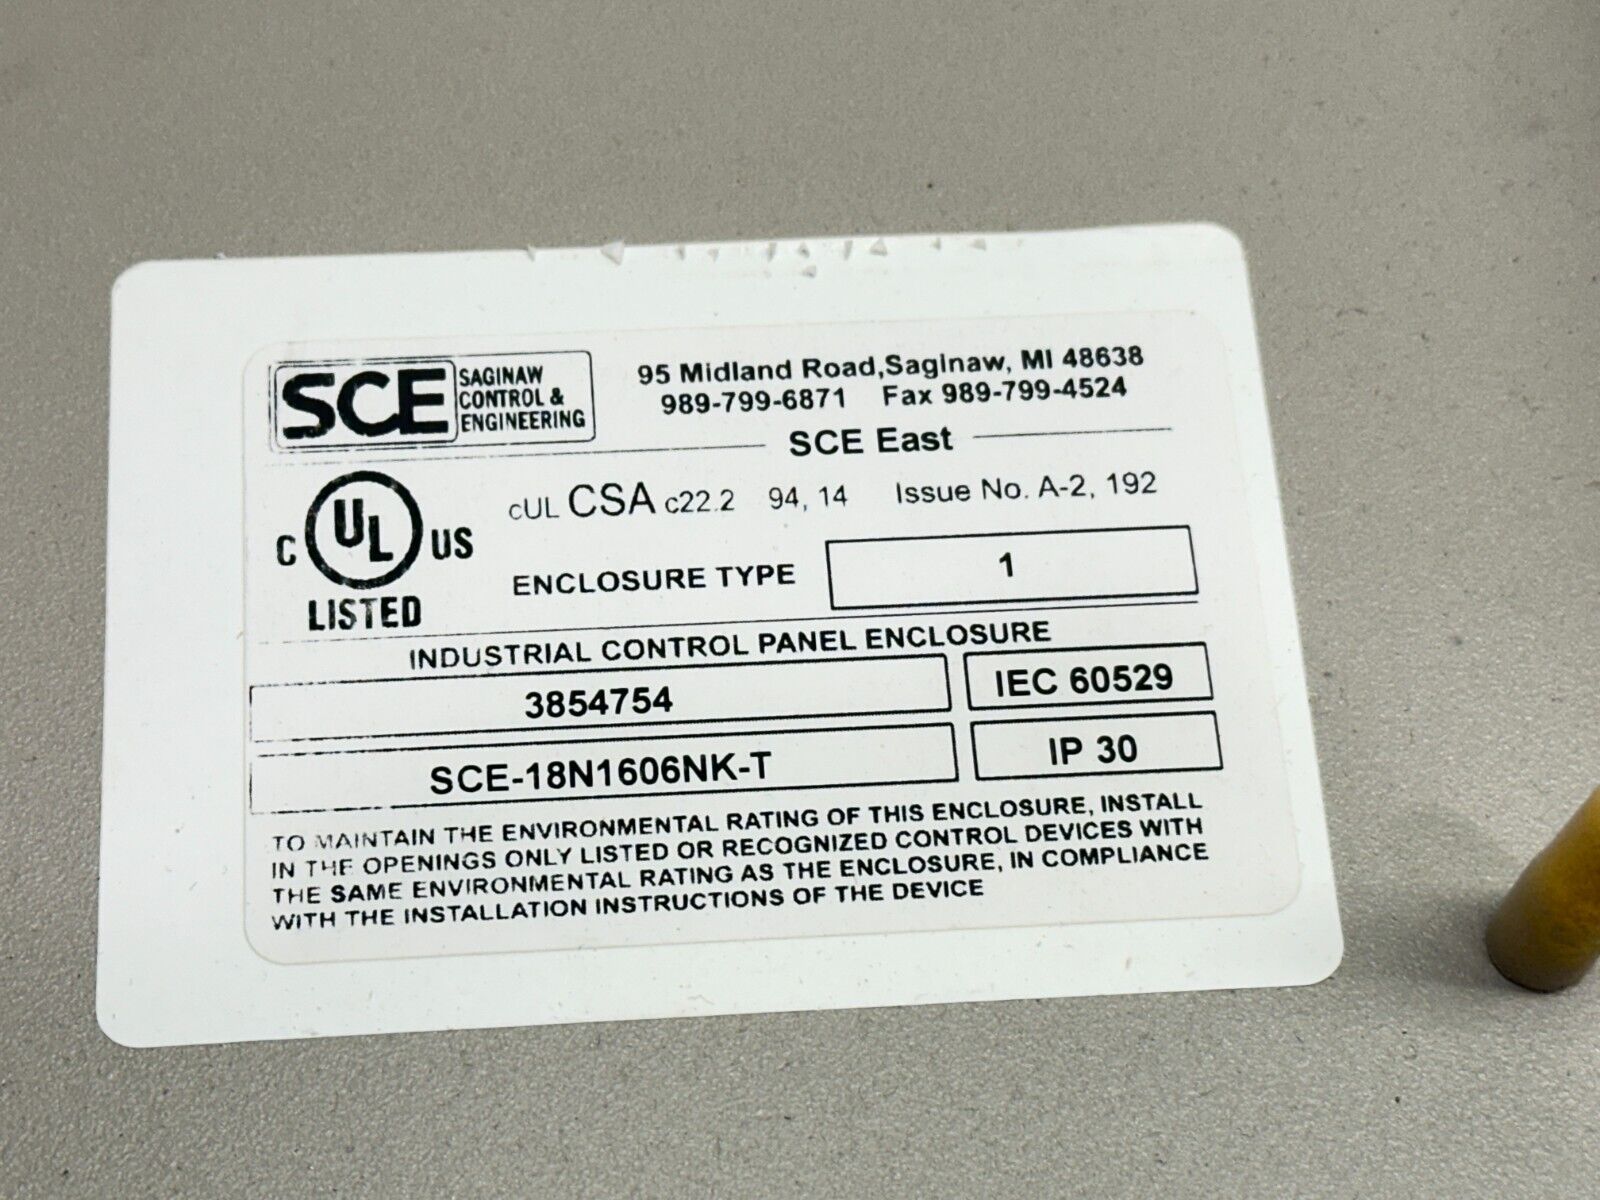 SCE SAGINAW
CONTROL &
ENGINEERING
95 Midland Road,Saginaw, MI 48638
989-799-6871 Fax 989-799-4524
SCE East
C UL US
LISTED
cUL CSA c22.2 94, 14 Issue No. A-2, 192
ENCLOSURE TYPE 1
INDUSTRIAL CONTROL PANEL ENCLOSURE
3854754 IEC 60529
SCE-18N1606NK-T IP 30
TO MAINTAIN THE ENVIRONMENTAL RATING OF THIS ENCLOSURE, INSTALL
IN THE OPENINGS ONLY LISTED OR RECOGNIZED CONTROL DEVICES WITH
THE SAME ENVIRONMENTAL RATING AS THE ENCLOSURE, IN COMPLIANCE
WITH THE INSTALLATION INSTRUCTIONS OF THE DEVICE